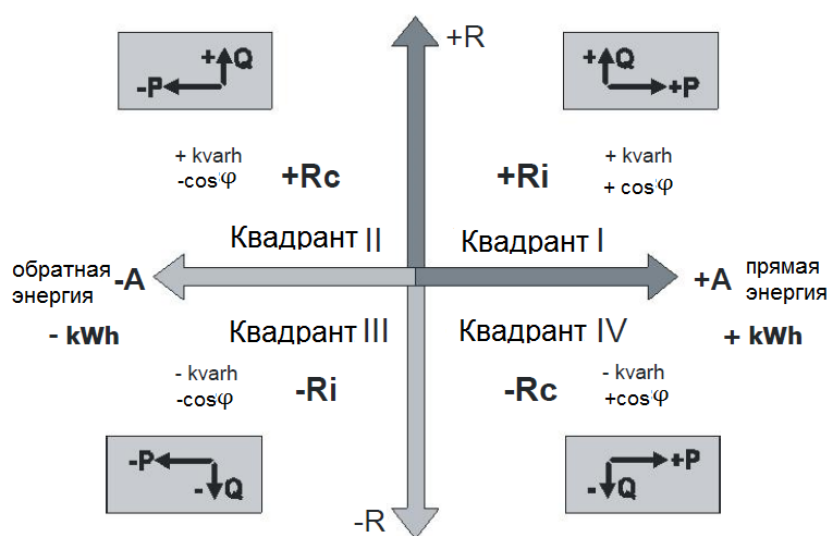 +R
+Q
-P
+Q
+P
+ kvarh
-cosφ
+Rc
+Ri
+ kvarh
+ cosφ
Квадрант II
Квадрант I
обратная
энергия
-A
+A
прямая
энергия
- kWh
Квадрант III
Квадрант IV
+ kWh
- kvarh
-cosφ
-Ri
-Rc
- kvarh
+cosφ
-P
-Q
+P
-Q
-R